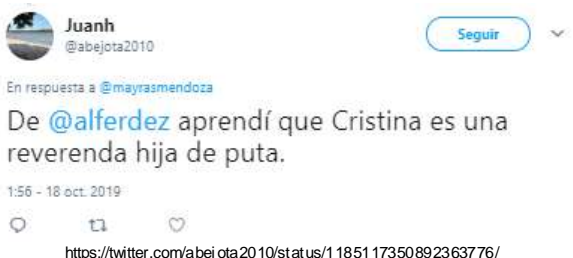 Juanh
@abejota2010
Seguir
En respuesta a @mayrasmendoza
De @alferdez aprendí que Cristina es una
reverenda hija de puta.
1:56 - 18 oct. 2019
https://twitter.com/abejota2010/status/1185117350892363776/